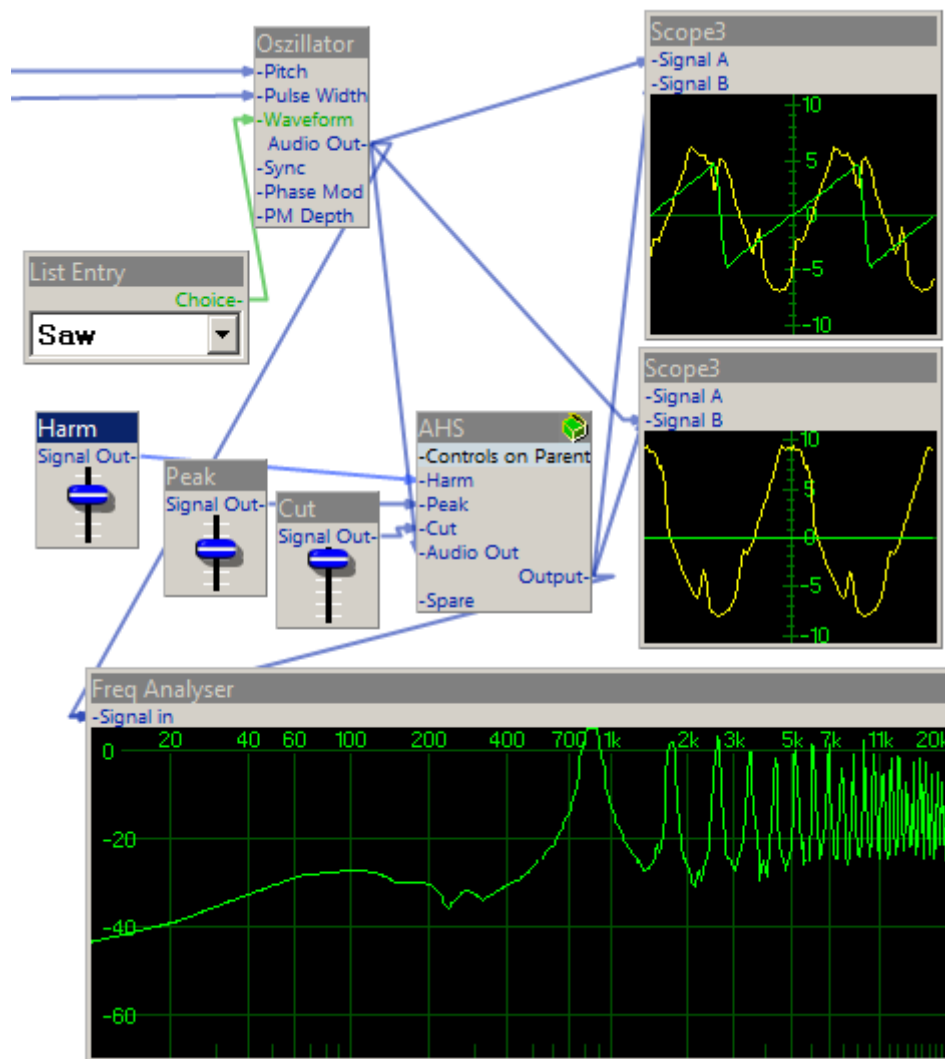 Oszillator
-Pitch
-Pulse Width
-Waveform
Audio Out-
-Sync
-Phase Mod
-PM Depth
List Entry
Choice-
Saw
Scope3
-Signal A
-Signal B
10
5
0
-5
-10
Scope3
-Signal A
-Signal B
10
5
0
-5
-10
Harm
Signal Out-
Peak
Signal Out-
Cut
Signal Out-
AHS
-Controls on Parent
-Harm
-Peak
-Cut
-Audio Out
Output-
-Spare
Freq Analyser
-Signal in
0 20 40 60 100 200 400 700 1k 2k 3k 5k 7k 11k 20k
-20
-40
-60